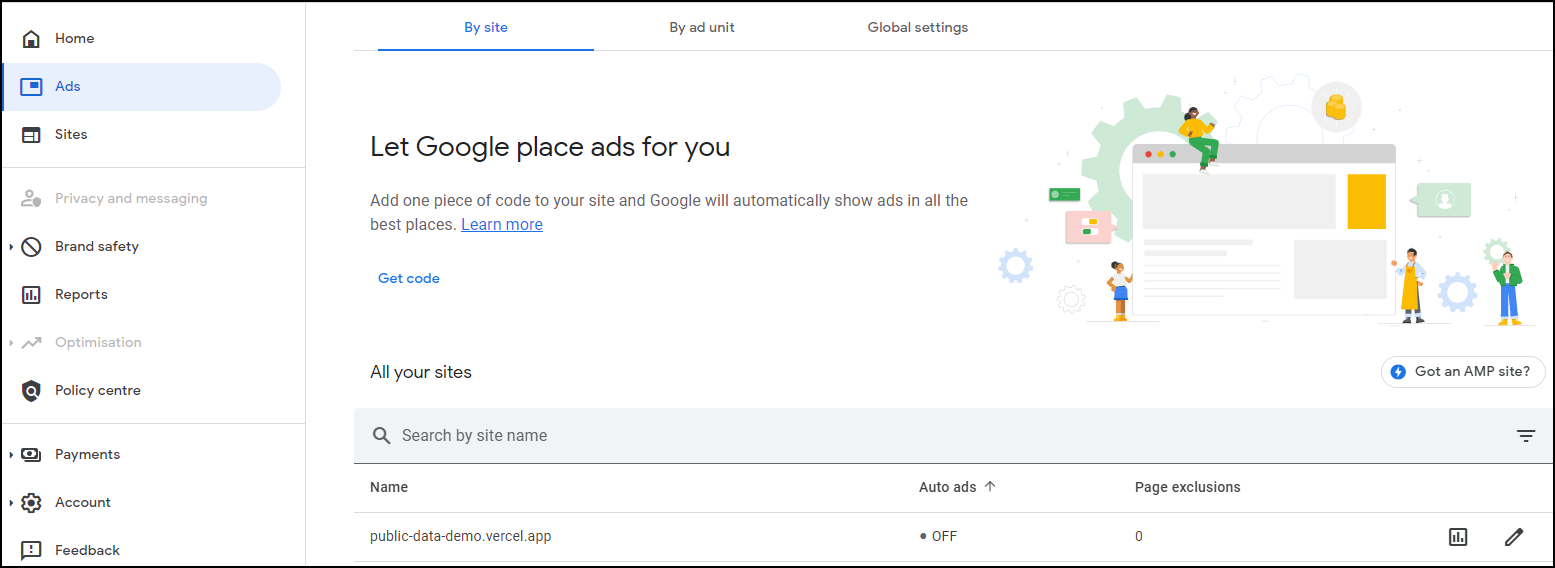 Home
Ads
Sites
Privacy and messaging
Brand safety
Reports
Optimisation
Policy centre
Payments
Account
Feedback
By site
By ad unit
Global settings
Let Google place ads for you
Add one piece of code to your site and Google will automatically show ads in all the
best places. Learn more
Get code
All your sites
Got an AMP site?
Search by site name
Name
Auto ads
Page exclusions
public-data-demo.vercel.app
OFF
0